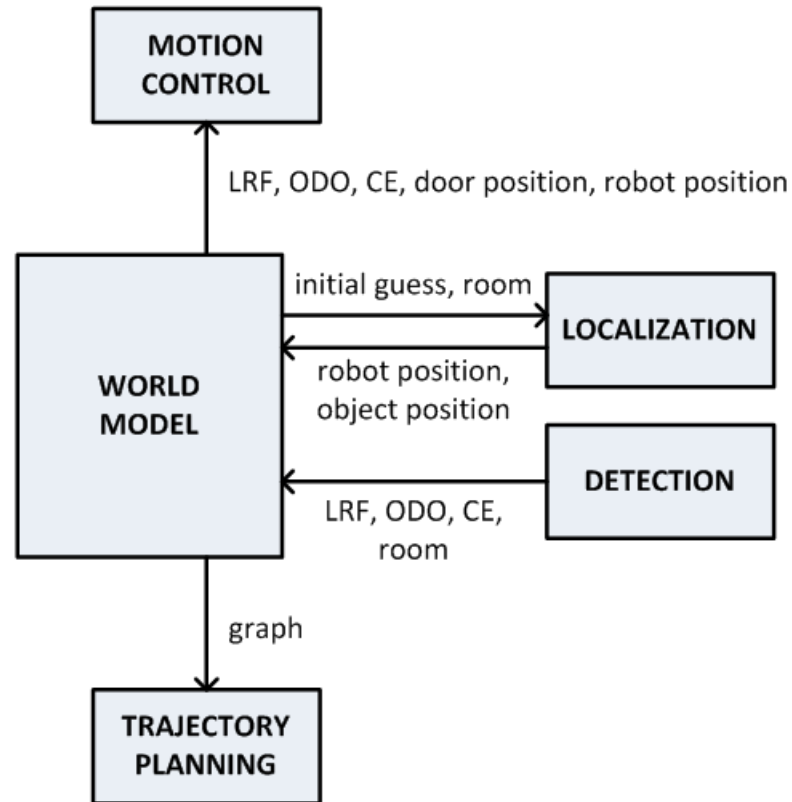 MOTION
CONTROL
LRF, ODO, CE, door position, robot position
initial guess, room
LOCALIZATION
robot position,
object position
WORLD
MODEL
DETECTION
LRF, ODO, CE,
room
graph
TRAJECTORY
PLANNING